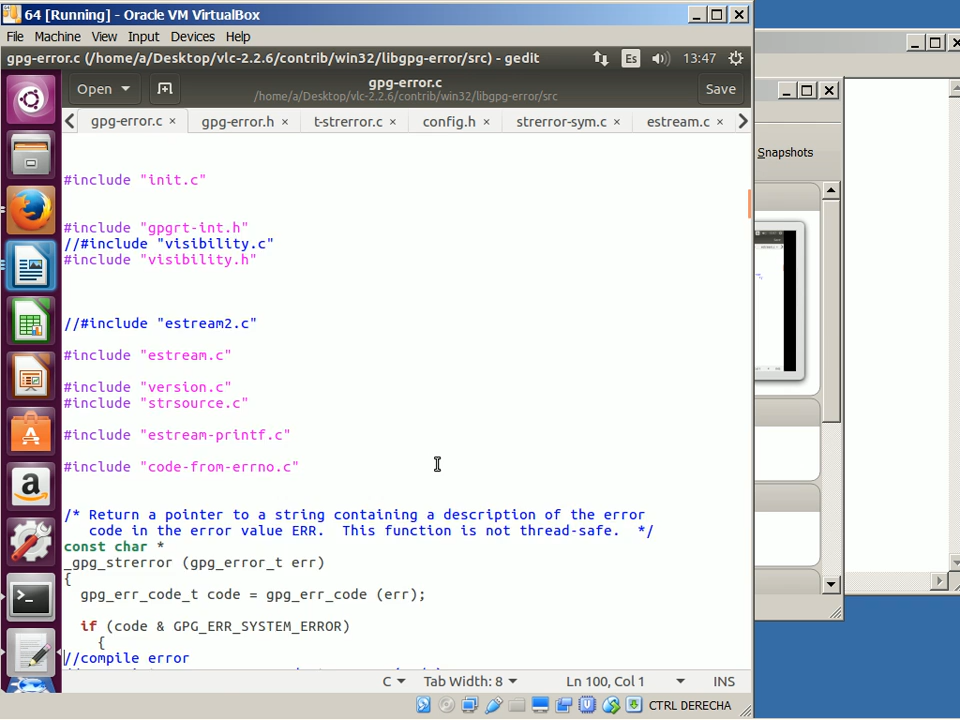 64 [Running] - Oracle VM VirtualBox
File Machine View Input Devices Help
gpg-error.c (/home/a/Desktop/vlc-2.2.6/contrib/win32/libgpg-error/src) - gedit
Es
13:47
Open
gpg-error.c
/home/a/Desktop/vlc-2.2.6/contrib/win32/libgpg-error/src
Save
gpg-error.c × gpg-error.h × t-strerror.c × config.h × strerror-sym.c × estream.c ×
Snapshots
#include "init.c"
#include "gpgrt-int.h"
//#include "visibility.c"
#include "visibility.h"
//#include "estream2.c"
#include "estream.c"
#include "version.c"
#include "strsource.c"
#include "estream-printf.c"
#include "code-from-errno.c"
/* Return a pointer to a string containing a description of the error
code in the error value ERR.  This function is not thread-safe.  */
const char *
_gpg_strerror (gpg_error_t err)
{
gpg_err_code_t code = gpg_err_code (err);
if (code & GPG_ERR_SYSTEM_ERROR)
{
//compile error
C Tab Width: 8 Ln 100, Col 1 INS
CTRL DERECHA